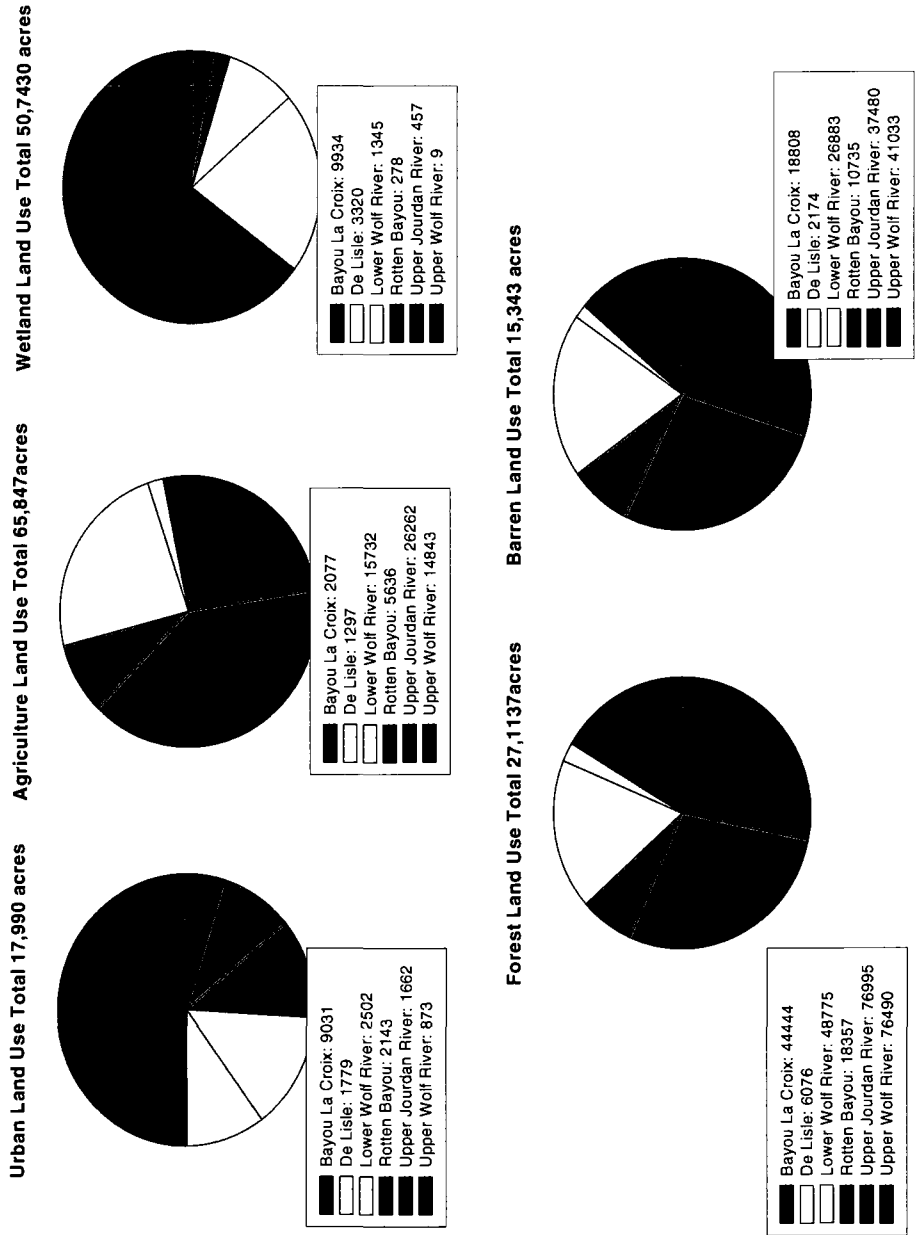 Urban Land Use Total 17,990 acres
Bayou La Croix: 9031
De Lisle: 1779
Lower Wolf River: 2502
Rotten Bayou: 2143
Upper Jourdan River: 1662
Upper Wolf River: 873
Agriculture Land Use Total 65,847acres
Bayou La Croix: 2077
De Lisle: 1297
Lower Wolf River: 15732
Rotten Bayou: 5636
Upper Jourdan River: 26262
Upper Wolf River: 14843
Wetland Land Use Total 50,7430 acres
Bayou La Croix: 9934
De Lisle: 3320
Lower Wolf River: 1345
Rotten Bayou: 278
Upper Jourdan River: 457
Upper Wolf River: 9
Forest Land Use Total 27,1137acres
Bayou La Croix: 44444
De Lisle: 6076
Lower Wolf River: 48775
Rotten Bayou: 18357
Upper Jourdan River: 76995
Upper Wolf River: 76490
Barren Land Use Total 15,343 acres
Bayou La Croix: 18808
De Lisle: 2174
Lower Wolf River: 26883
Rotten Bayou: 10735
Upper Jourdan River: 37480
Upper Wolf River: 41033